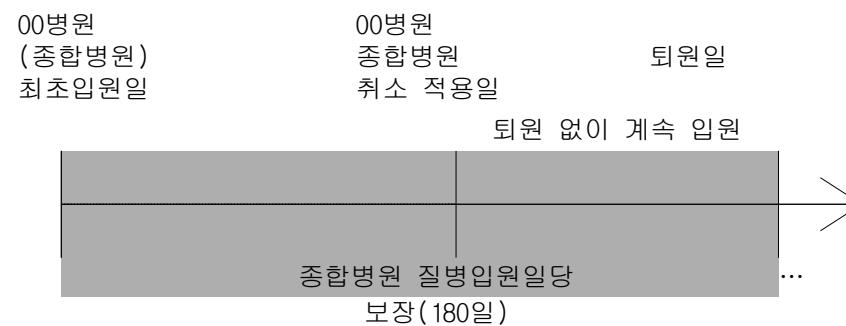 00병원
(종합병원)
최초입원일
00병원
종합병원
취소 적용일
퇴원일
퇴원 없이 계속 입원
종합병원 질병입원일당
보장(180일)
…